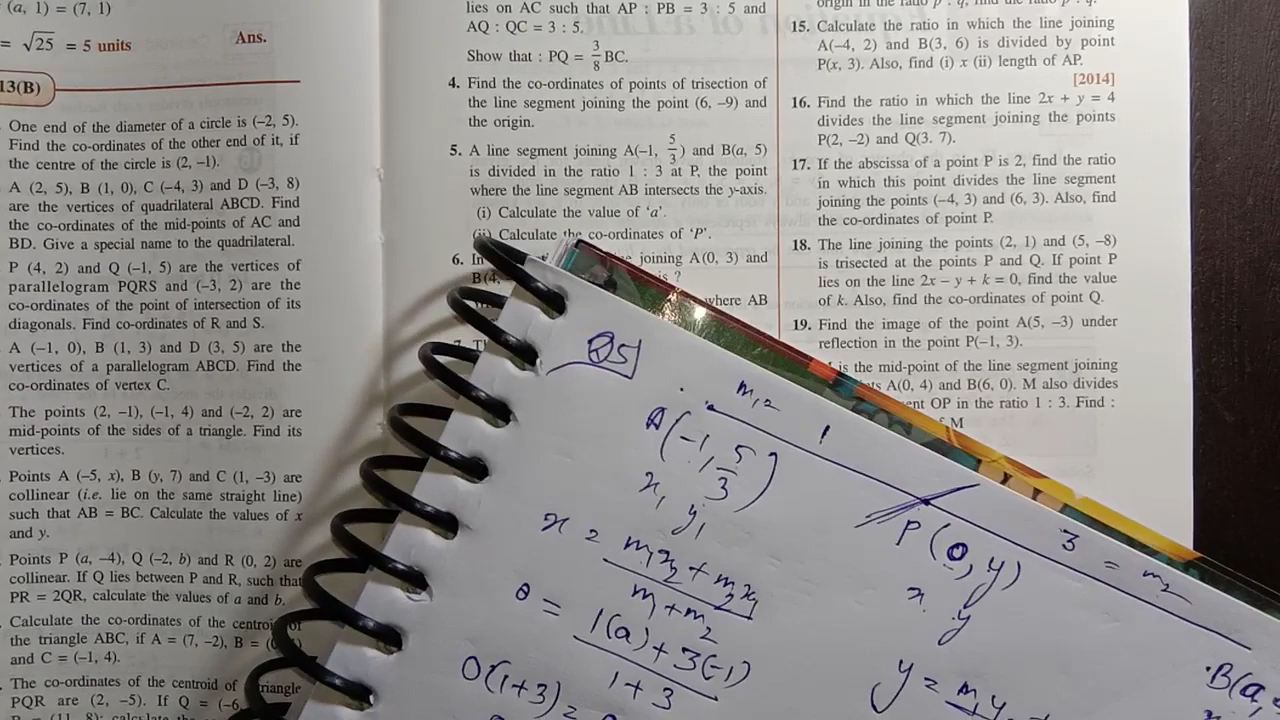 (a, 1) = (7, 1)
= √25 = 5 units Ans.
13(B)
One end of the diameter of a circle is (–2, 5).
Find the co-ordinates of the other end of it, if
the centre of the circle is (2, –1).
A (2, 5), B (1, 0), C (–4, 3) and D (–3, 8)
are the vertices of quadrilateral ABCD. Find
the co-ordinates of the mid-points of AC and
BD. Give a special name to the quadrilateral.
P (4, 2) and Q (–1, 5) are the vertices of
parallelogram PQRS and (–3, 2) are the
co-ordinates of the point of intersection of its
diagonals. Find co-ordinates of R and S.
A (–1, 0), B (1, 3) and D (3, 5) are the
vertices of a parallelogram ABCD. Find the
co-ordinates of vertex C.
The points (2, –1), (–1, 4) and (–2, 2) are
mid-points of the sides of a triangle. Find its
vertices.
Points A (–5, x), B (y, 7) and C (1, –3) are
collinear (i.e. lie on the same straight line)
such that AB = BC. Calculate the values of x
and y.
Points P (a, –4), Q (–2, b) and R (0, 2) are
collinear. If Q lies between P and R, such that
PR = 2QR, calculate the values of a and b.
Calculate the co-ordinates of the
the triangle ABC, if A = (7, –2), B =
and C = (–1, 4).
The co-ordinates of the centroid of
PQR are (2, –5). If Q = (–6,
lies on AC such that AP : PB = 3 : 5 and
AQ : QC = 3 : 5.
Show that : PQ = 3/8 BC.
4. Find the co-ordinates of points of trisection of
the line segment joining the point (6, –9) and
the origin.
5. A line segment joining A(–1, 5/3) and B(a, 5)
is divided in the ratio 1 : 3 at P, the point
where the line segment AB intersects the y-axis.
(i) Calculate the value of ‘a’.
(ii) Calculate the co-ordinates of ‘P’.
6. In joining A(0, 3) and
B(4, is ?
where AB
15. Calculate the ratio in which the line joining
A(–4, 2) and B(3, 6) is divided by point
P(x, 3). Also, find (i) x (ii) length of AP.
[2014]
16. Find the ratio in which the line 2x + y = 4
divides the line segment joining the points
P(2, –2) and Q(3. 7).
17. If the abscissa of a point P is 2, find the ratio
in which this point divides the line segment
joining the points (–4, 3) and (6, 3). Also, find
the co-ordinates of point P.
18. The line joining the points (2, 1) and (5, –8)
is trisected at the points P and Q. If point P
lies on the line 2x – y + k = 0, find the value
of k. Also, find the co-ordinates of point Q.
19. Find the image of the point A(5, –3) under
reflection in the point P(–1, 3).
is the mid-point of the line segment joining
A(0, 4) and B(6, 0). M also divides
OP in the ratio 1 : 3. Find :
M
Q5
1
A(-1, 5/3)
x₁ y₁
P(0, y)
x y
3 = m₂
x = m₁x₂ + m₂x₁ / m₁+m₂
0 = 1(a) + 3(-1) / 1+3
0(1+3) =
y =
B(a,